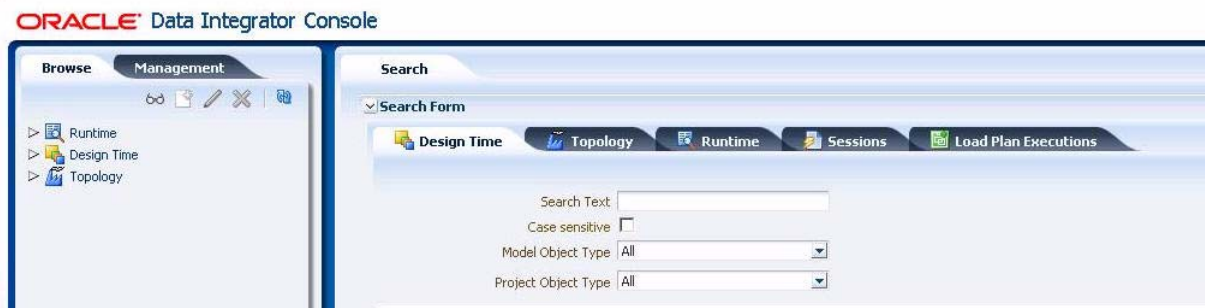 ORACLE Data Integrator Console
Browse Management
Search
Search Form
Runtime
Design Time
Topology
Design Time Topology Runtime Sessions Load Plan Executions
Search Text
Case sensitive
Model Object Type All
Project Object Type All